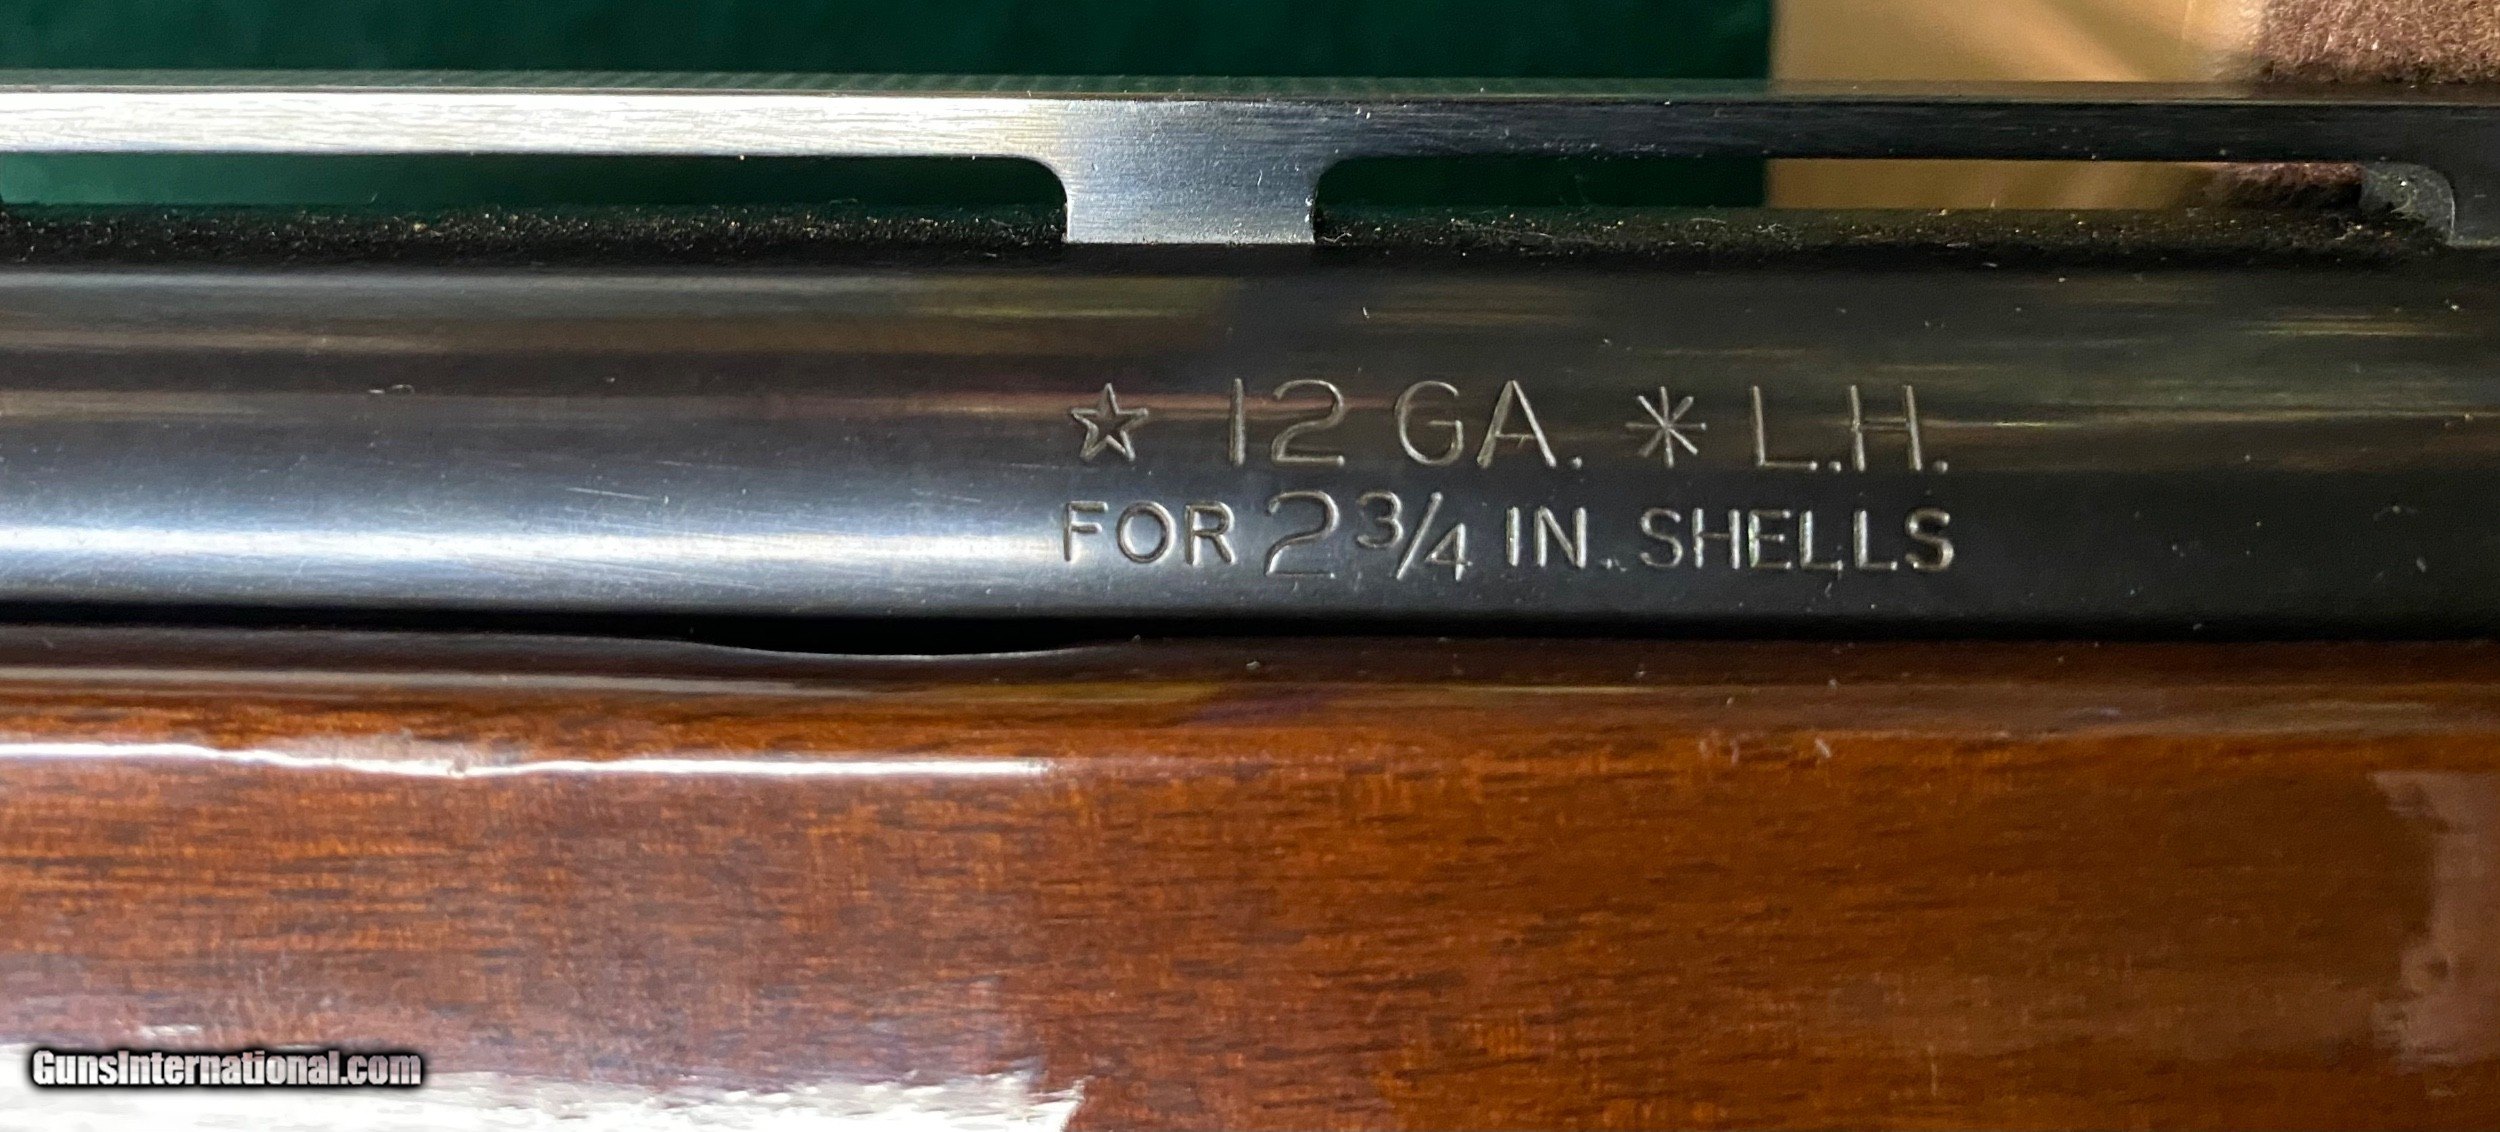 ☆ 12 GA. * L.H.
FOR 2 3/4 IN. SHELLS
GunsInternational.com